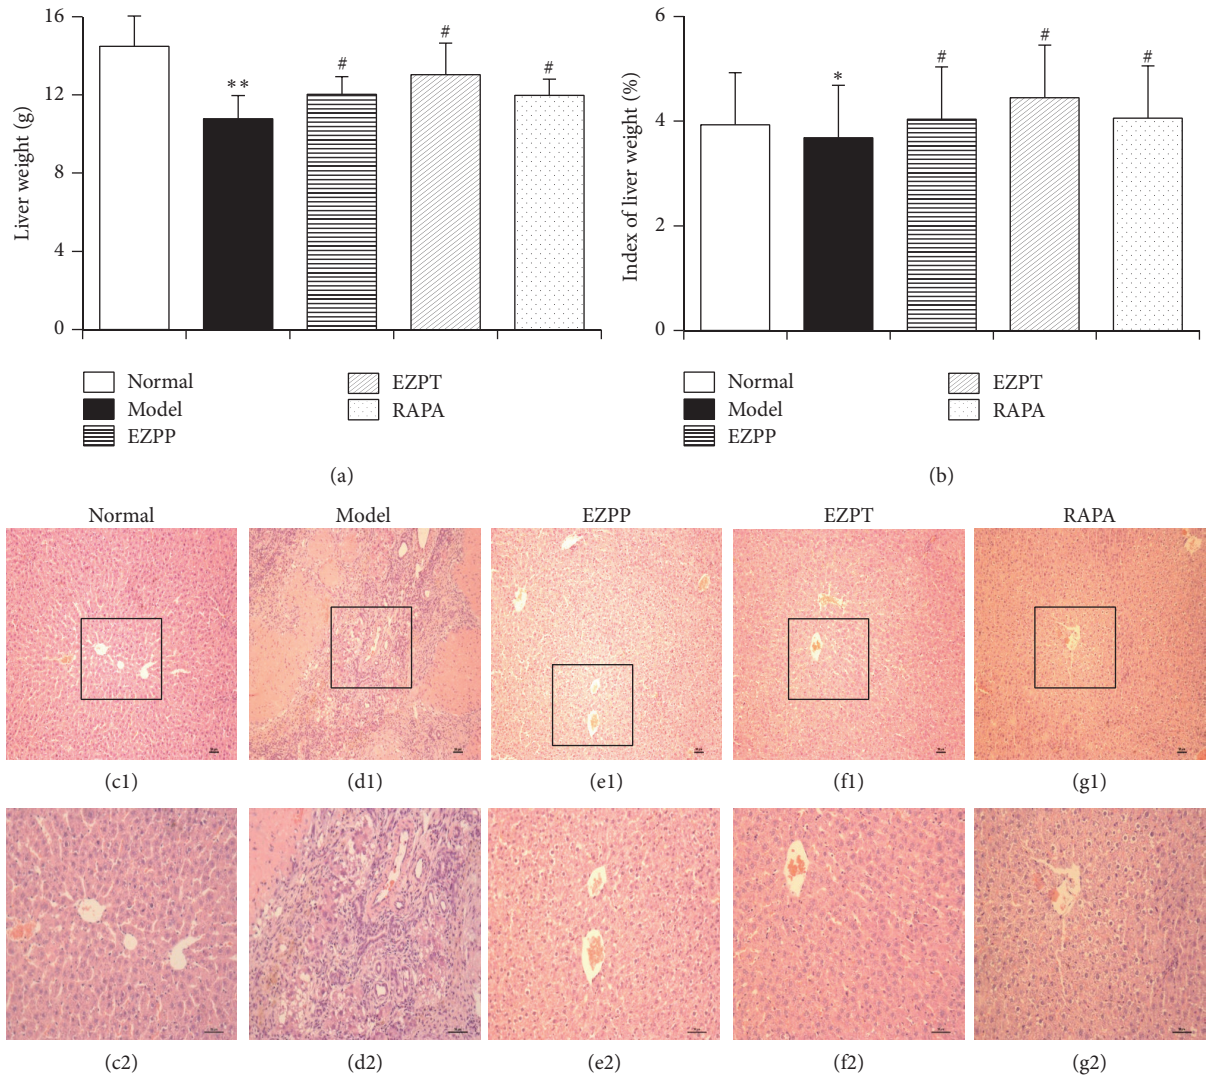 16
12
8
4
0
Liver weight (g)
**
#
#
#
Normal
Model
EZPP
EZPT
RAPA
(a)
6
4
2
0
Index of liver weight (%)
*
#
#
#
Normal
Model
EZPP
EZPT
RAPA
(b)
Normal Model EZPP EZPT RAPA
(c1) (d1) (e1) (f1) (g1)
(c2) (d2) (e2) (f2) (g2)